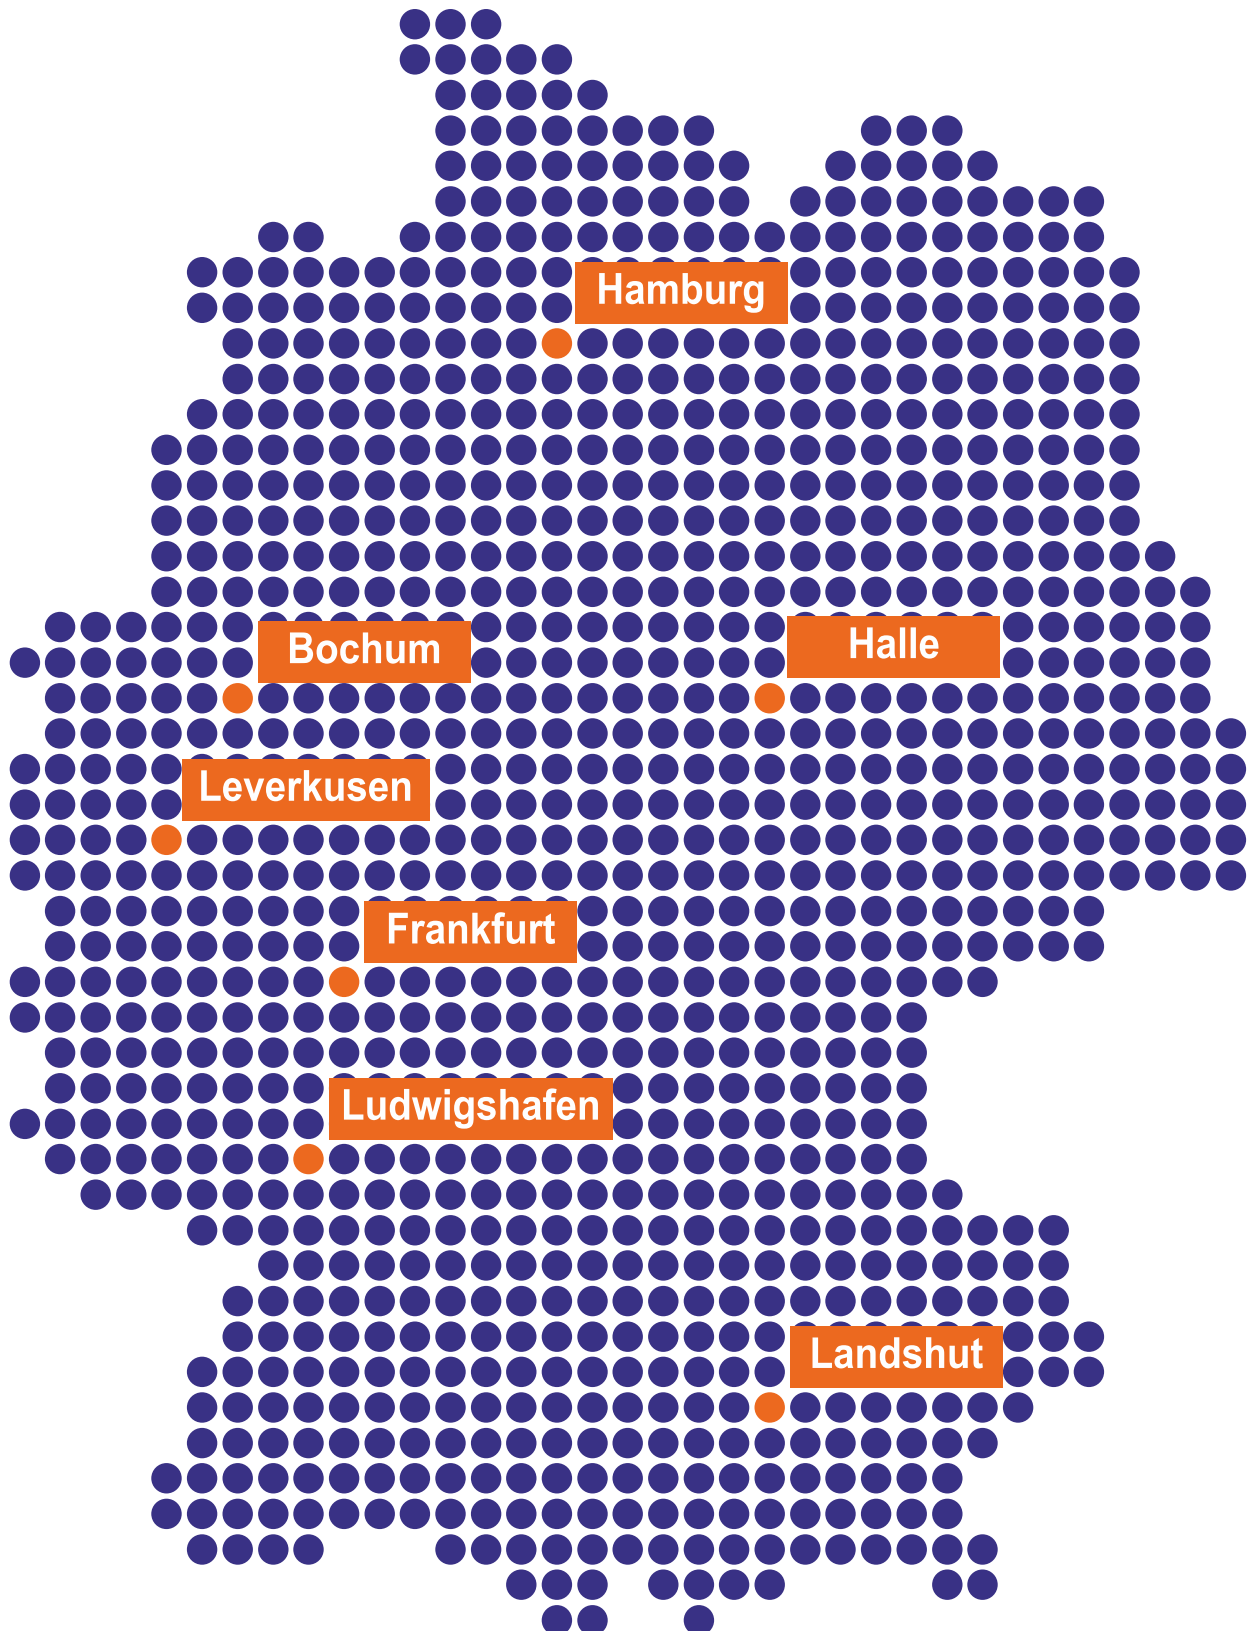 Hamburg
Bochum
Halle
Leverkusen
Frankfurt
Ludwigshafen
Landshut